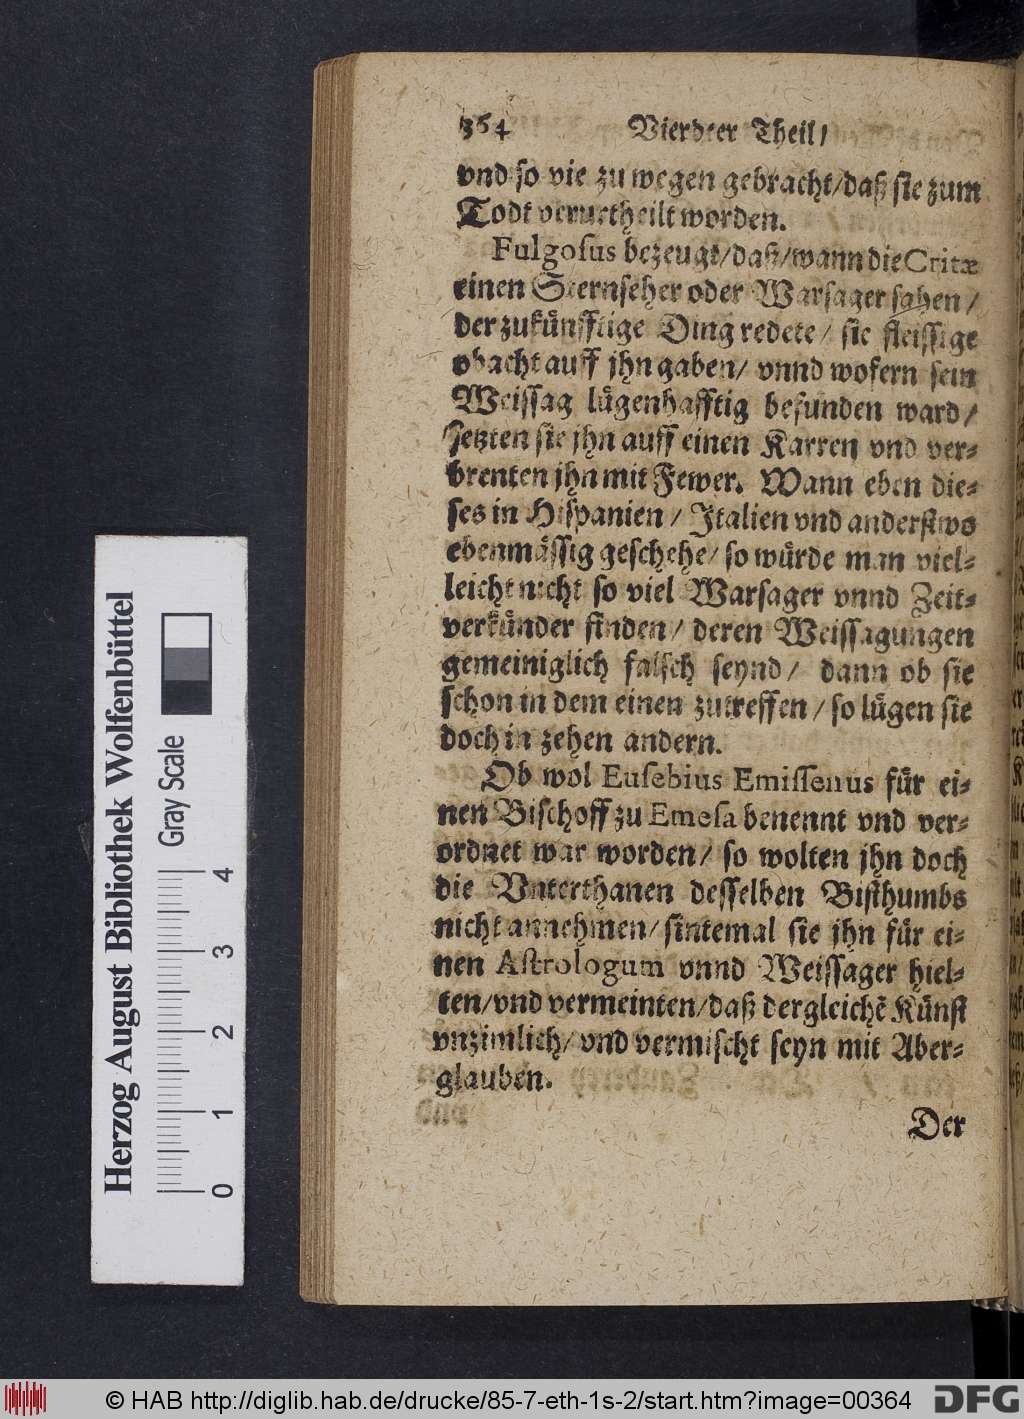 364 Vierdter Theil/
vnd so vie zu wegen gebracht/daß sie zum
Todt verurtheilt worden.
Fulgoſus bezeugt/daß/wann die Critæ
einen Sternseher oder Warsager sahen/
der zukünfftige Ding redete/ sie fleissige
obacht auff jhn gaben/ vnnd wofern sein
Weissag lügenhafftig befunden ward/
setzten sie jhn auff einen Karren vnd ver-
brenten jhn mit Fewer. Wann eben die-
ses in Hispanien/ Italien vnd anderstwo
ebenmässig geschehe/ so würde man viel-
leicht nicht so viel Warsager vnnd Zeit-
verkünder finden/ deren Weissagungen
gemeiniglich falsch seynd/ dann ob sie
schon in dem einen zutreffen/ so lügen sie
doch in zehen andern.
Ob wol Euſebius Emiſſenus für ei-
nen Bischoff zu Emeſa benennt vnd ver-
ordnet war worden/ so wolten jhn doch
die Vnterthanen desselben Bisthumbs
nicht annehmen/ sintemal sie jhn für ei-
nen Aſtrologum vnnd Weissager hiel-
ten/vnd vermeinten/daß dergleichē Künst
vnzimlich/ vnd vermischt seyn mit Aber-
glauben.
Der
Herzog August Bibliothek Wolfenbüttel
Gray Scale
0 1 2 3 4
© HAB http://diglib.hab.de/drucke/85-7-eth-1s-2/start.htm?image=00364
DFG